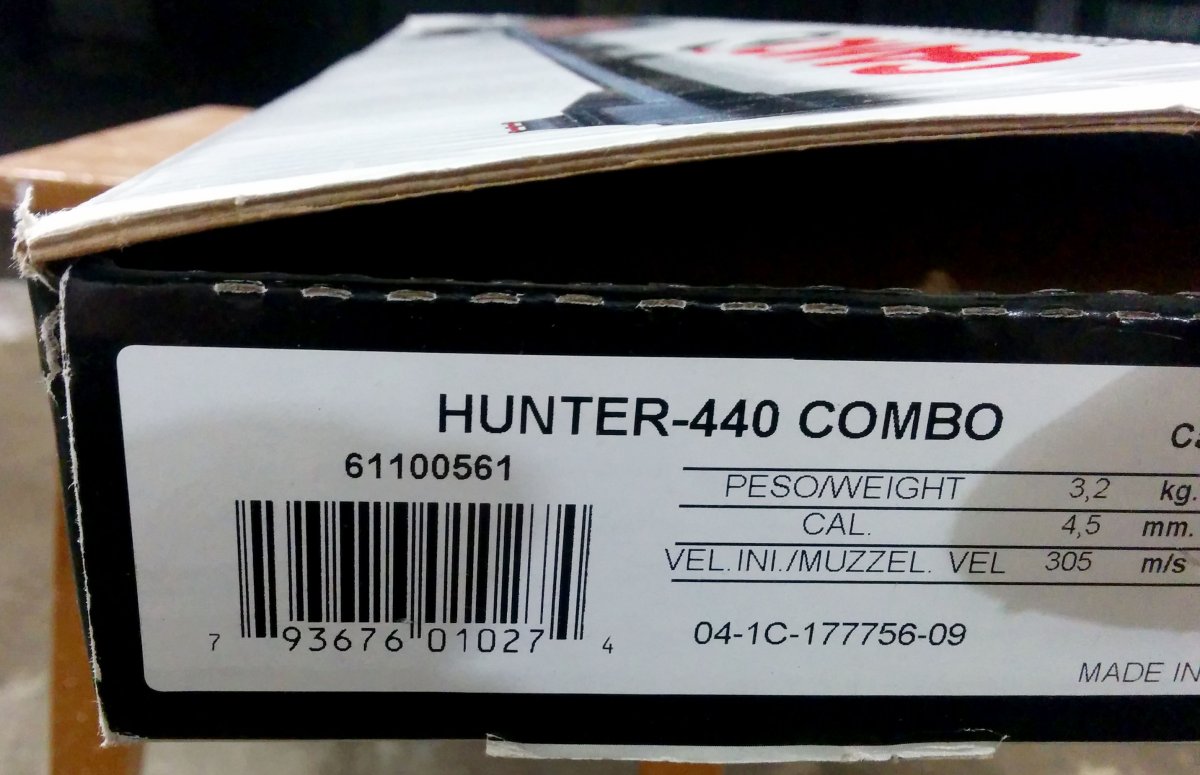 HUNTER-440 COMBO
61100561
PESO/WEIGHT 3,2 kg.
CAL. 4,5 mm.
VEL.INI./MUZZEL. VEL 305 m/s
7 93676 01027 4
04-1C-177756-09
MADE IN